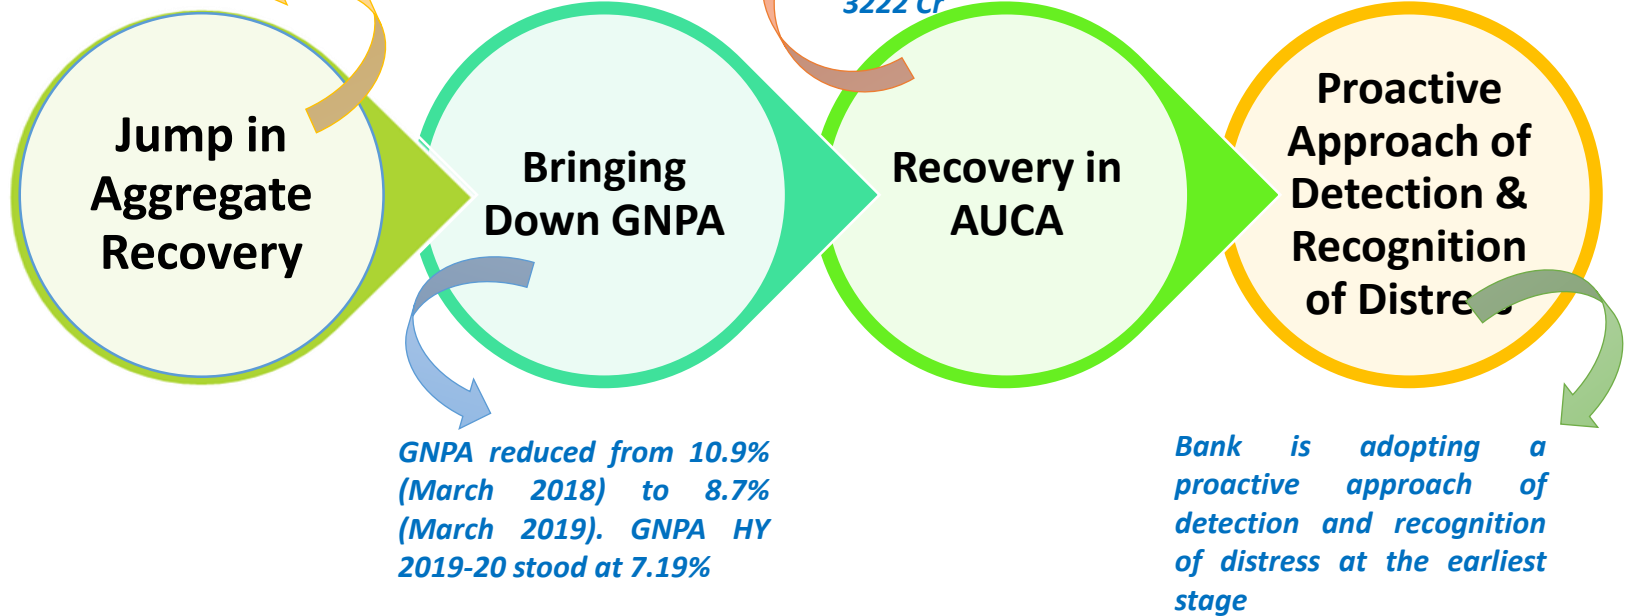 3222 Cr
Jump in
Aggregate
Recovery
Bringing
Down GNPA
Recovery in
AUCA
Proactive
Approach of
Detection &
Recognition
of Distress
GNPA reduced from 10.9%
(March 2018) to 8.7%
(March 2019). GNPA HY
2019-20 stood at 7.19%
Bank is adopting a
proactive approach of
detection and recognition
of distress at the earliest
stage